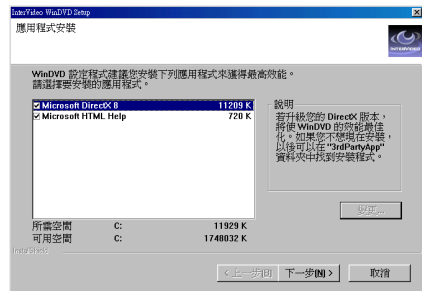 InterVideo WinDVD Setup
應用程式安裝
INTERVIDEO
WinDVD 設定程式建議您安裝下列應用程式來獲得最高效能。
請選擇要安裝的應用程式。
Microsoft DirectX 8 11209 K
Microsoft HTML Help 720 K
說明
若升級您的 DirectX 版本，
將使 WinDVD 的效能最佳
化。如果您不想現在安裝，
以後可以在 "3rdPartyApp"
資料夾中找到安裝程式。
變更...
所需空間 C: 11929 K
可用空間 C: 1748032 K
InstallShield
< 上一步(B) 下一步(N) > 取消